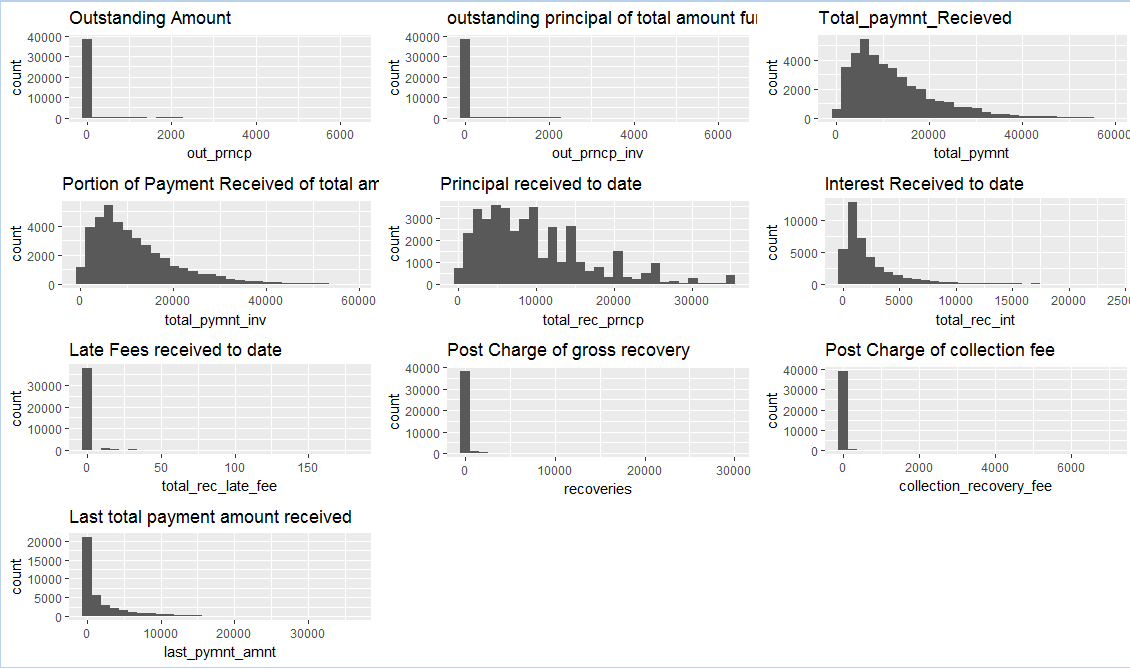 Outstanding Amount
40000
30000
20000
10000
0
count
0 2000 4000 6000
out_prncp
outstanding principal of total amount fu
40000
30000
20000
10000
0
count
0 2000 4000 6000
out_prncp_inv
Total_paymnt_Recieved
4000
2000
0
count
0 20000 40000 60000
total_pymnt
Portion of Payment Received of total am
4000
2000
0
count
0 20000 40000 60000
total_pymnt_inv
Principal received to date
3000
2000
1000
0
count
0 10000 20000 30000
total_rec_prncp
Interest Received to date
10000
5000
0
count
0 5000 10000 15000 20000 2500
total_rec_int
Late Fees received to date
30000
20000
10000
0
count
0 50 100 150
total_rec_late_fee
Post Charge of gross recovery
40000
30000
20000
10000
0
count
0 10000 20000 30000
recoveries
Post Charge of collection fee
40000
30000
20000
10000
0
count
0 2000 4000 6000
collection_recovery_fee
Last total payment amount received
20000
15000
10000
5000
0
count
0 10000 20000 30000
last_pymnt_amnt